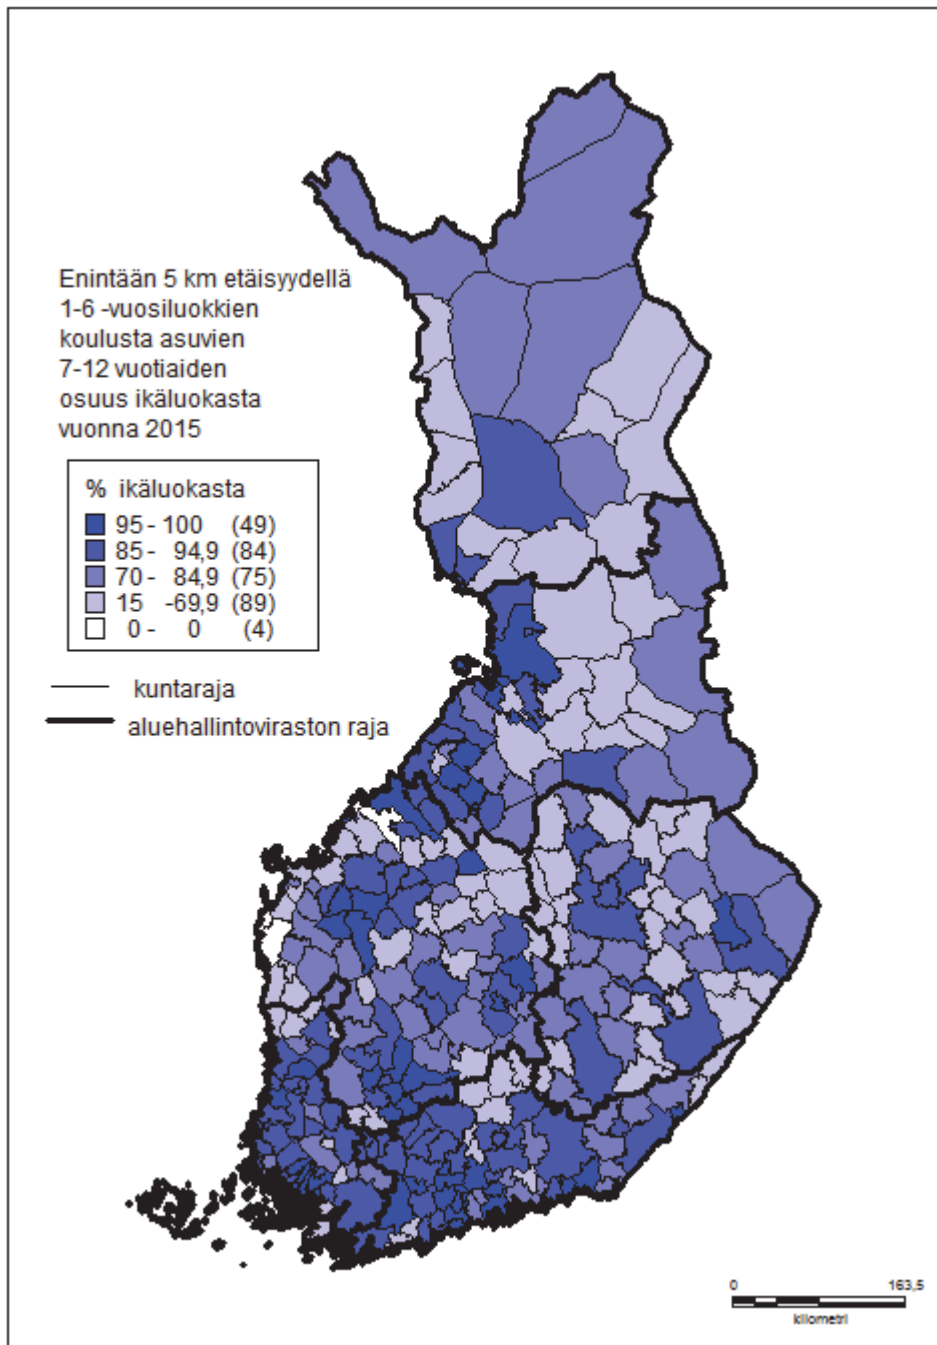 Enintään 5 km etäisyydellä
1-6 -vuosiluokkien
koulusta asuvien
7-12 vuotiaiden
osuus ikäluokasta
vuonna 2015
% ikäluokasta
95 - 100 (49)
85 - 94,9 (84)
70 - 84,9 (75)
15 -69,9 (89)
0 - 0 (4)
kuntaraja
aluehallintoviraston raja
0 163,5
kilometri